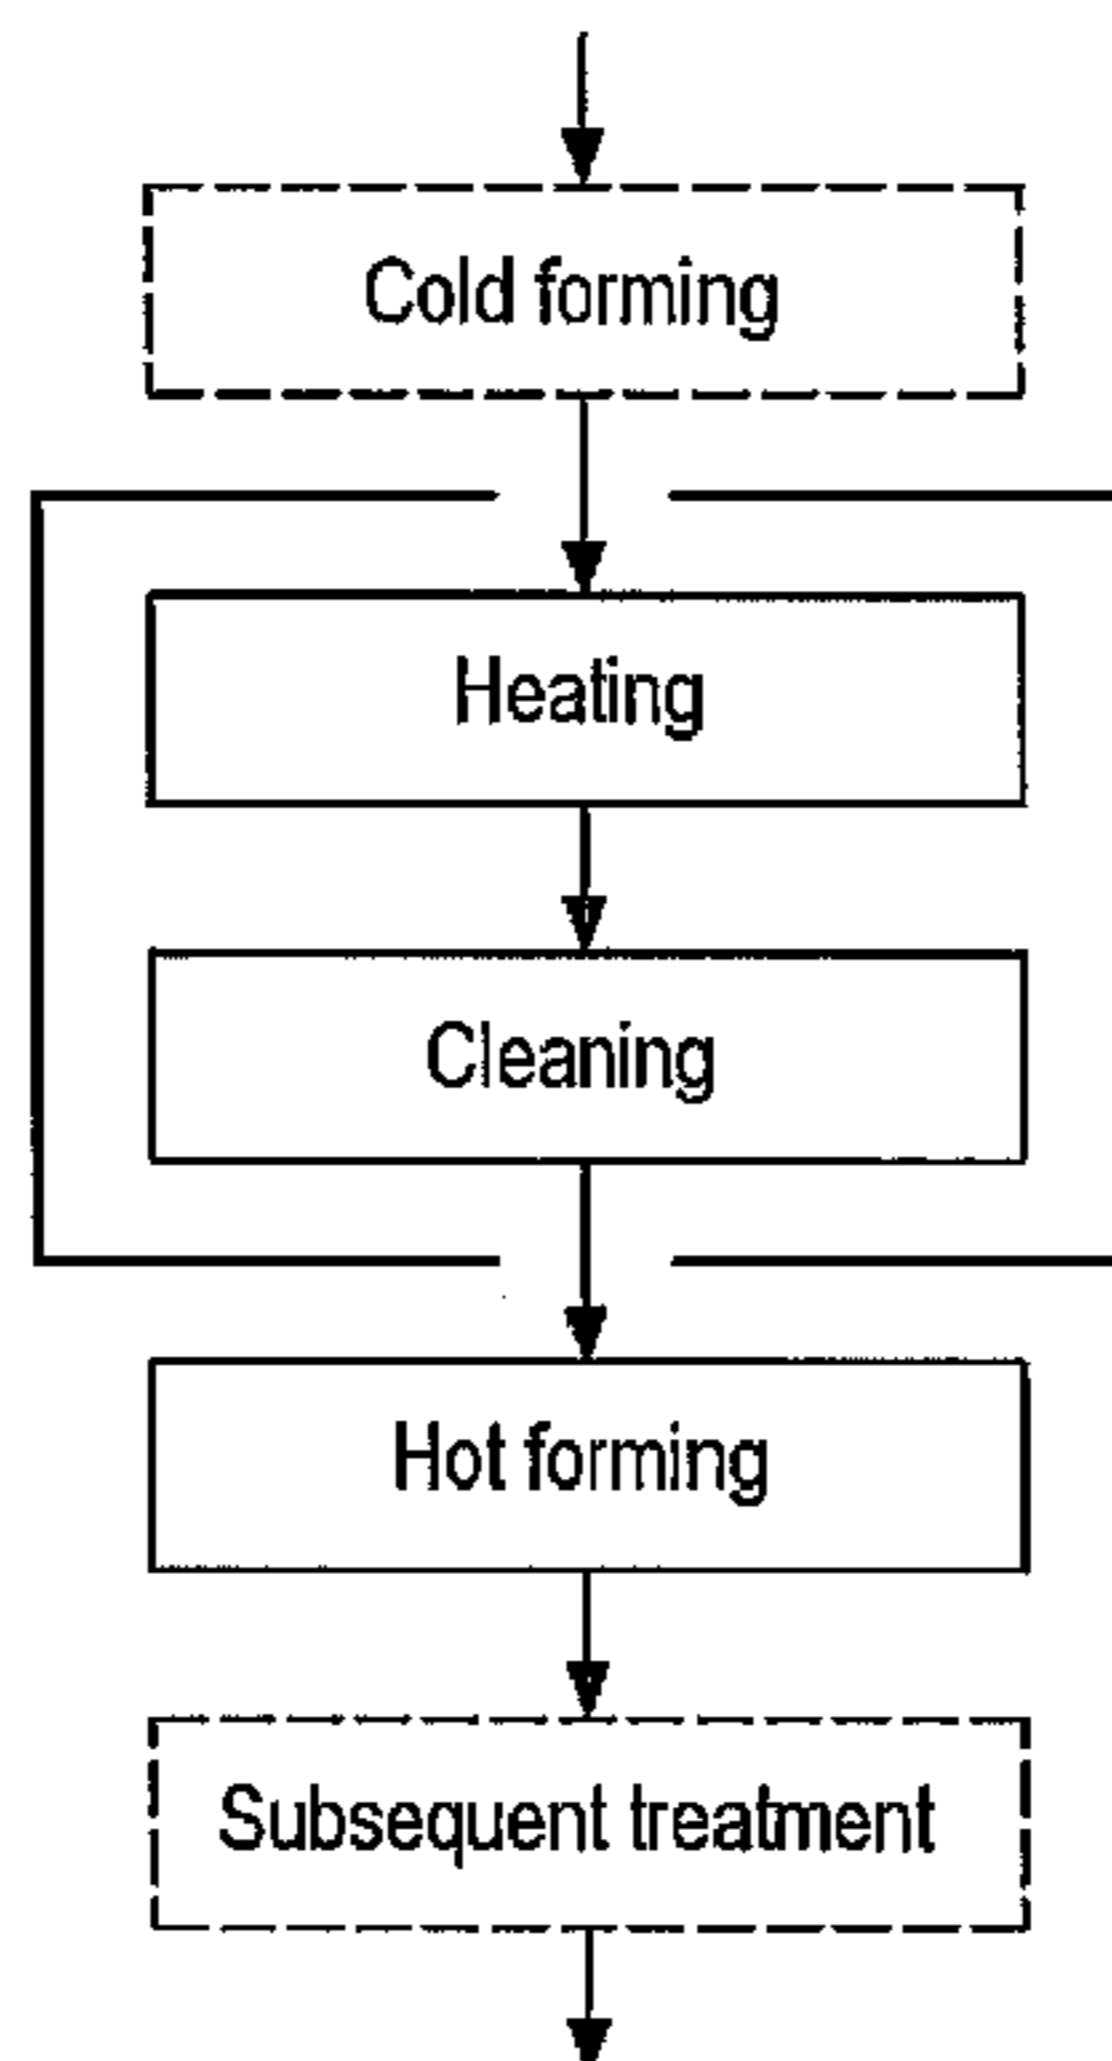 Cold forming
Heating
Cleaning
Hot forming
Subsequent treatment